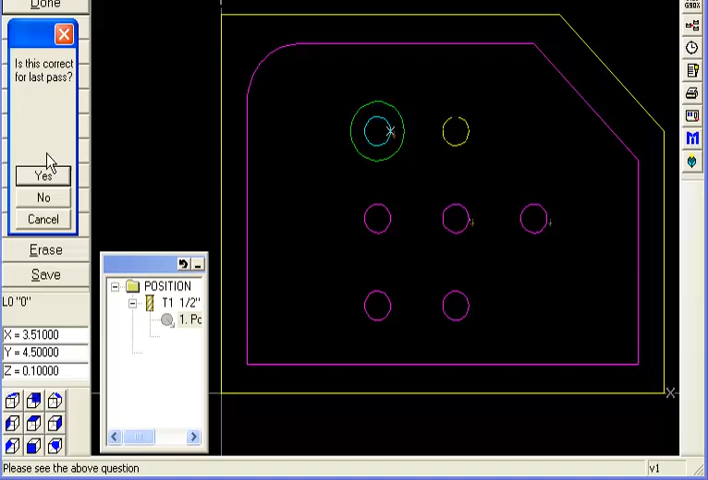 Done
Is this correct
for last pass?
Yes
No
Cancel
Erase
Save
L0 "0"
X = 3.51000
Y = 4.50000
Z = 0.10000
POSITION
T1 1/2"
1. Po
Please see the above question
v1